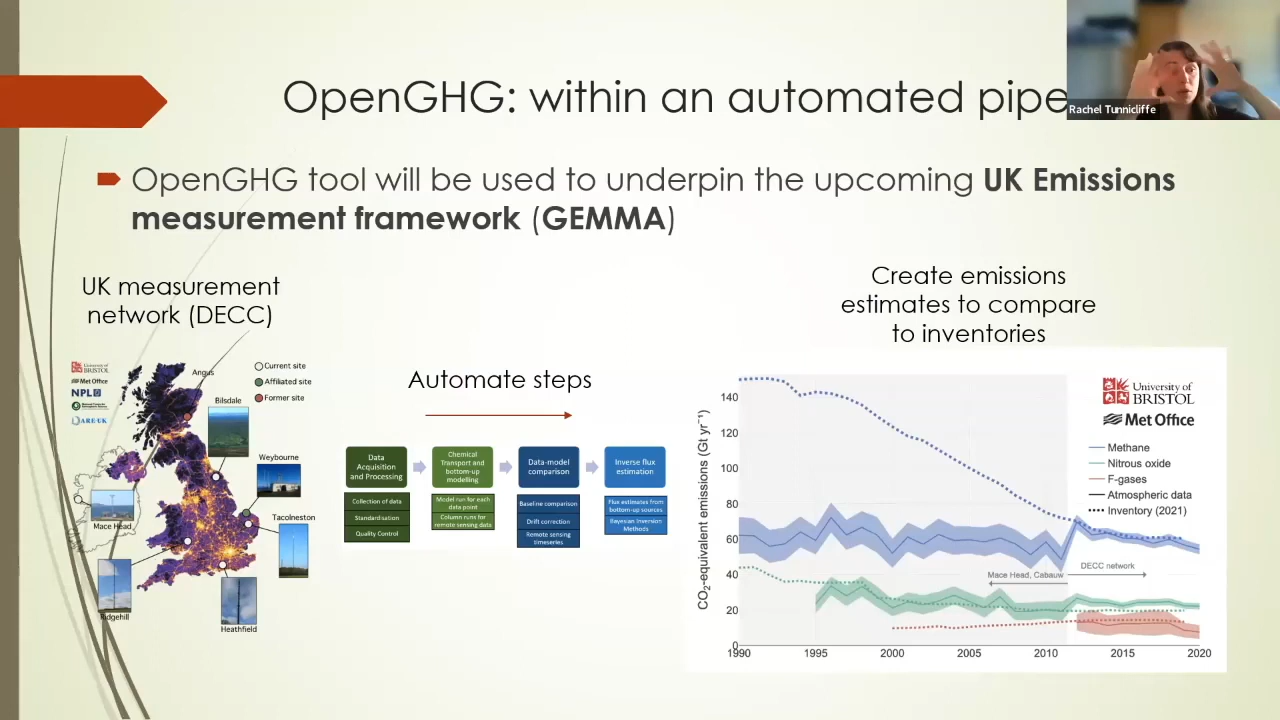 OpenGHG: within an automated pipe
Rachel Tunnicliffe
OpenGHG tool will be used to underpin the upcoming UK Emissions
measurement framework (GEMMA)
UK measurement
network (DECC)
University of
BRISTOL
Met Office
NPL
ARE-UK
Current site
Affiliated site
Former site
Angus
Bilsdale
Weybourne
Tacolneston
Mace Head
Ridgehill
Heathfield
Automate steps
Data
Acquisition
and Processing
Collection of data
Standardisation
Quality Control
Chemical
Transport and
bottom-up
modelling
Model run for each
data point
Column runs for
remote sensing data
Data-model
comparison
Baseline comparison
Drift correction
Remote sensing
timeseries
Inverse flux
estimation
Flux estimates from
bottom-up sources
Bayesian Inversion
Methods
Create emissions
estimates to compare
to inventories
CO2-equivalent emissions (Gt yr⁻¹)
140
120
100
80
60
40
20
0
1990
1995
2000
2005
2010
2015
2020
Mace Head, Cabauw
DECC network
University of
BRISTOL
Met Office
Methane
Nitrous oxide
F-gases
Atmospheric data
Inventory (2021)